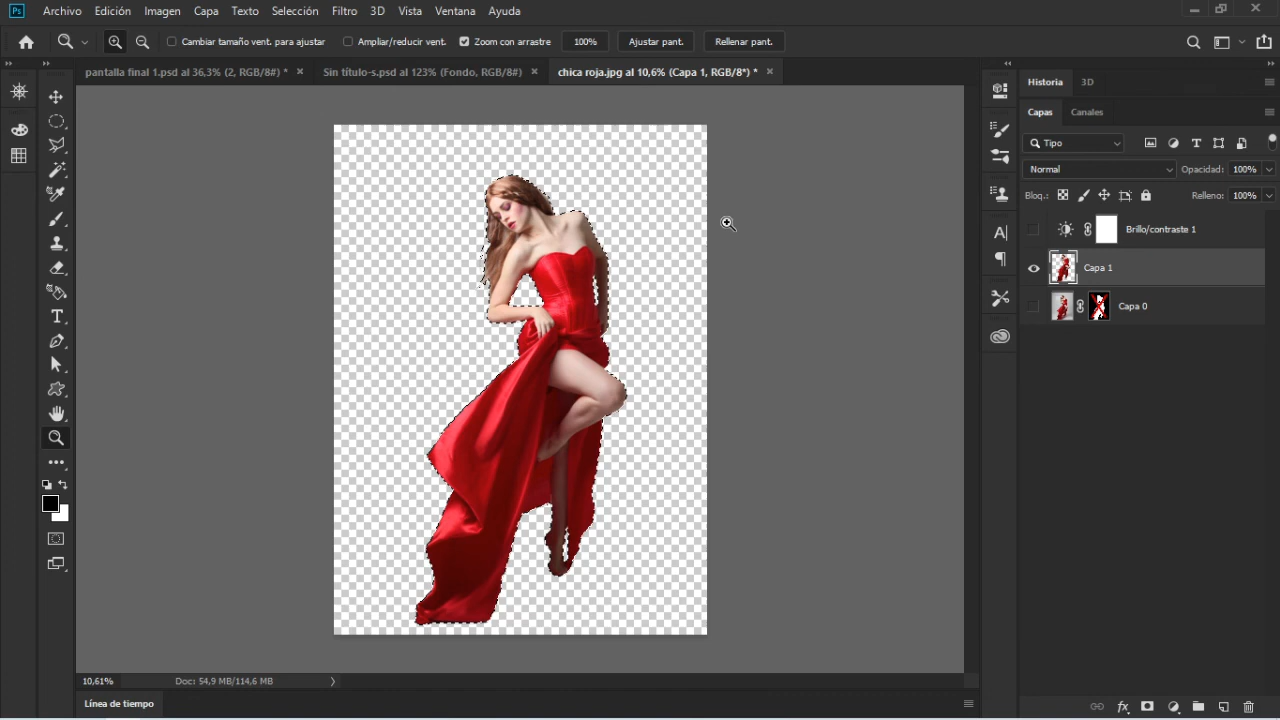 Ps Archivo Edición Imagen Capa Texto Selección Filtro 3D Vista Ventana Ayuda
Cambiar tamaño vent. para ajustar Ampliar/reducir vent. Zoom con arrastre 100% Ajustar pant. Rellenar pant.
pantalla final 1.psd al 36,3% (2, RGB/8#) * Sin título-s.psd al 123% (Fondo, RGB/8#) chica roja.jpg al 10,6% (Capa 1, RGB/8*) *
Historia 3D
Capas Canales
Tipo
Normal Opacidad: 100%
Bloq.: Relleno: 100%
Brillo/contraste 1
Capa 1
Capa 0
10,61% Doc: 54,9 MB/114,6 MB
Línea de tiempo